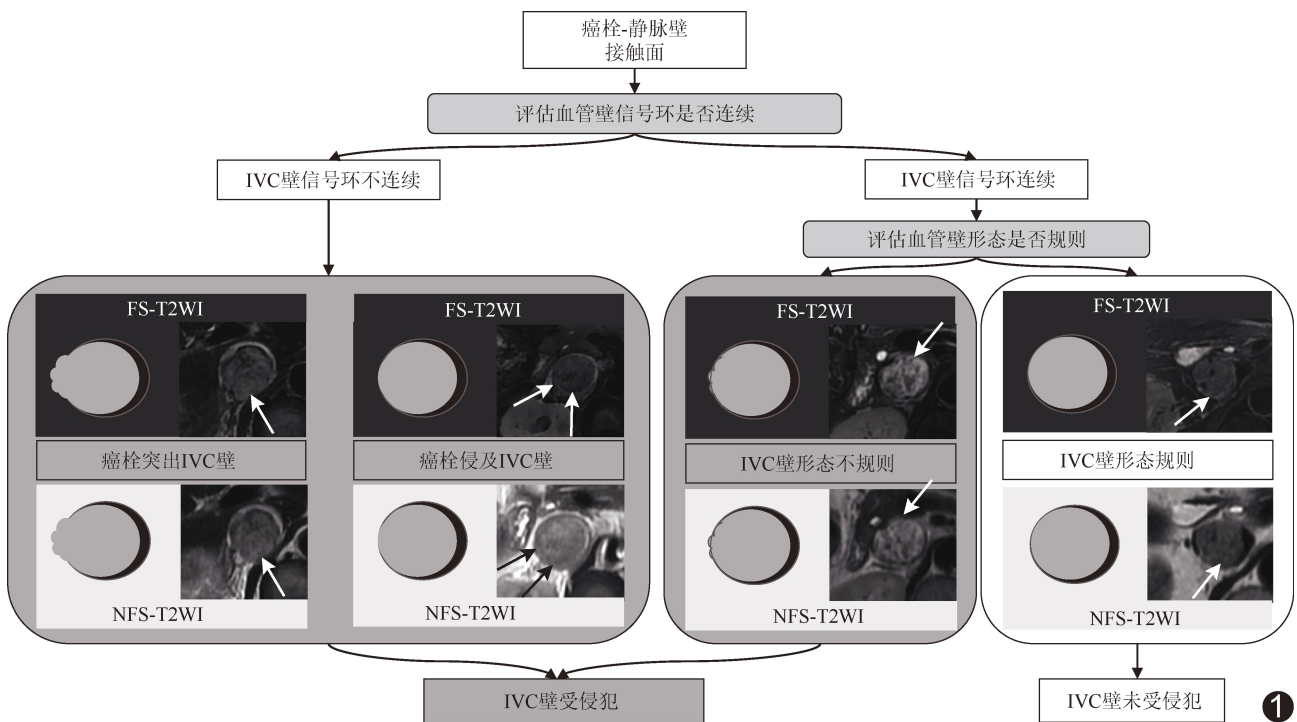 癌栓-静脉壁
接触面
评估血管壁信号环是否连续
IVC壁信号环不连续
IVC壁信号环连续
评估血管壁形态是否规则
FS-T2WI
FS-T2WI
FS-T2WI
FS-T2WI
癌栓突出IVC壁
癌栓侵及IVC壁
IVC壁形态不规则
IVC壁形态规则
NFS-T2WI
NFS-T2WI
NFS-T2WI
NFS-T2WI
IVC壁受侵犯
IVC壁未受侵犯
1